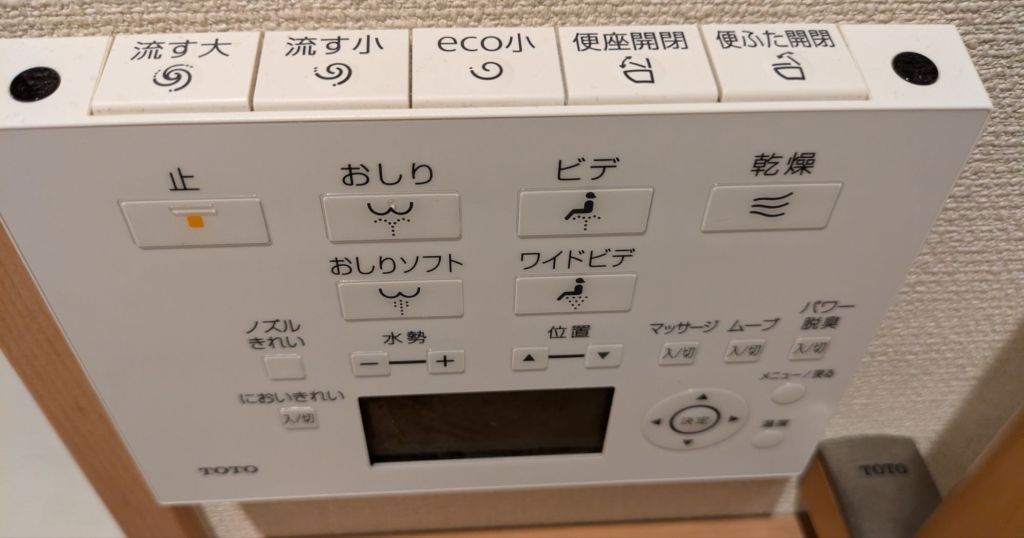 流す大 流す小 eco小 便座開閉 便ふた開閉
止 おしり ビデ 乾燥
おしりソフト ワイドビデ
ノズル
きれい
水勢 位置 マッサージ ムーブ パワー
脱臭
− + ▲ ▼ 入/切 入/切 入/切
メニュー/戻る
においきれい
入/切
決定
温度
TOTO
TOTO